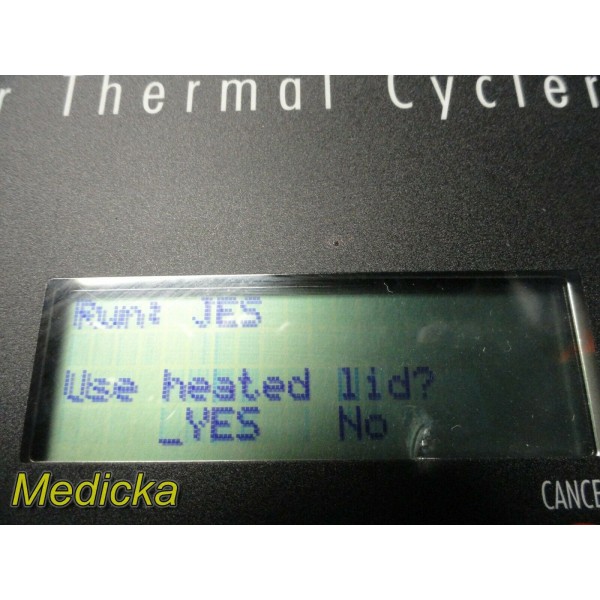 r Thermal Cycler
Run: JES
Use heated lid?
_YES No
Medicka
CANCE